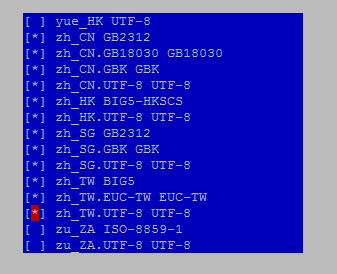 [ ] yue_HK UTF-8
[*] zh_CN GB2312
[*] zh_CN.GB18030 GB18030
[*] zh_CN.GBK GBK
[*] zh_CN.UTF-8 UTF-8
[*] zh_HK BIG5-HKSCS
[*] zh_HK.UTF-8 UTF-8
[*] zh_SG GB2312
[*] zh_SG.GBK GBK
[*] zh_SG.UTF-8 UTF-8
[*] zh_TW BIG5
[*] zh_TW.EUC-TW EUC-TW
[*] zh_TW.UTF-8 UTF-8
[ ] zu_ZA ISO-8859-1
[ ] zu_ZA.UTF-8 UTF-8